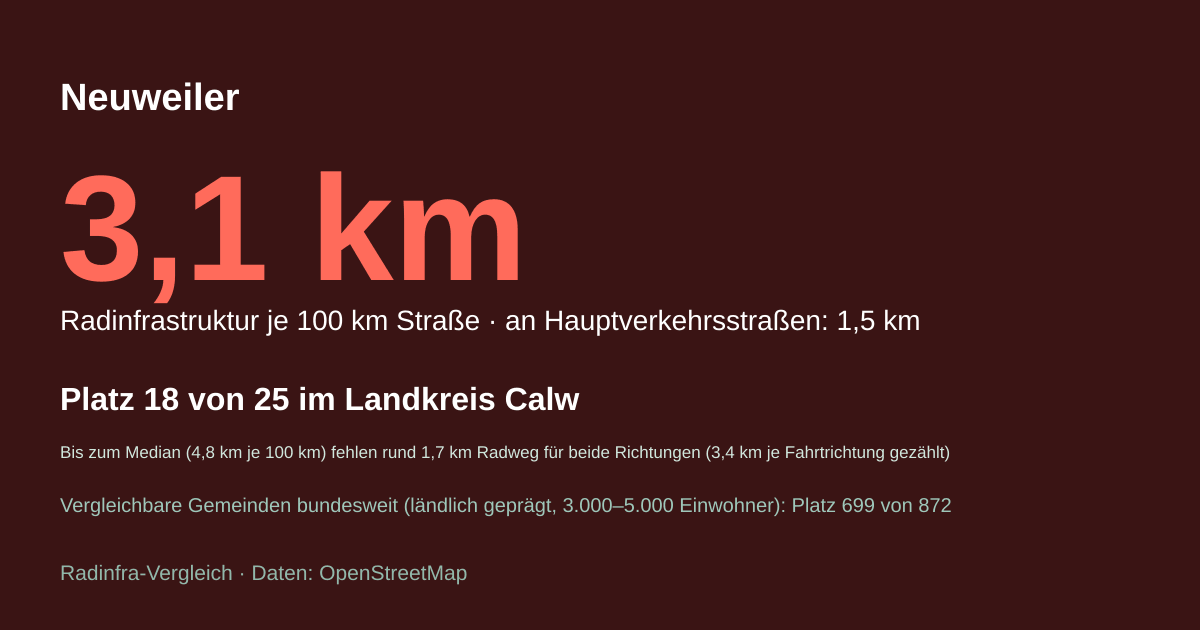 Neuweiler
3,1 km
Radinfrastruktur je 100 km Straße · an Hauptverkehrsstraßen: 1,5 km
Platz 18 von 25 im Landkreis Calw
Bis zum Median (4,8 km je 100 km) fehlen rund 1,7 km Radweg für beide Richtungen (3,4 km je Fahrtrichtung gezählt)
Vergleichbare Gemeinden bundesweit (ländlich geprägt, 3.000–5.000 Einwohner): Platz 699 von 872
Radinfra-Vergleich · Daten: OpenStreetMap